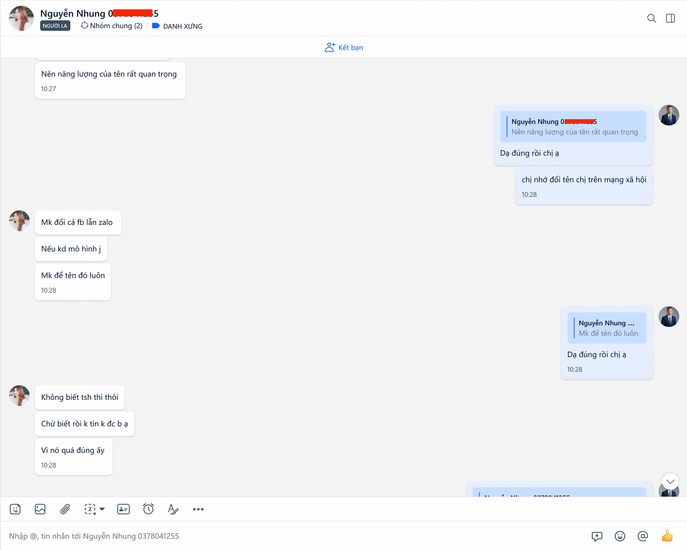 Nguyễn Nhung 0 5
NGƯỜI LẠ
Nhóm chung (2)
DANH XƯNG
Kết bạn
Nên năng lượng của tên rất quan trọng
10:27
Nguyễn Nhung 0 5
Nên năng lượng của tên rất quan trọng
Dạ đúng rồi chị ạ
chị nhớ đổi tên chị trên mạng xã hội
10:28
Mk đổi cả fb lẫn zalo
Nếu kd mô hình j
Mk để tên đó luôn
10:28
Nguyễn Nhung ...
Mk để tên đó luôn
Dạ đúng rồi chị ạ
10:28
Không biết tsh thì thôi
Chứ biết rồi k tin k đc b ạ
Vì nó quá đúng ấy
10:28
Nhập @, tin nhắn tới Nguyễn Nhung 0378041255